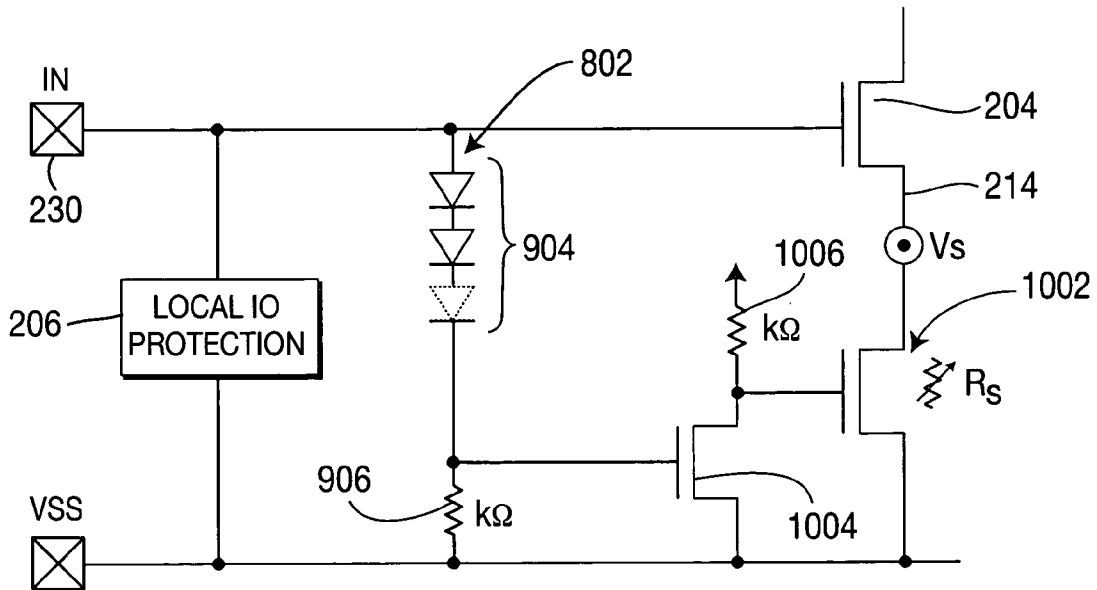 802
IN
204
230
214
904
1006
Vs
1002
206
LOCAL IO
PROTECTION
kΩ
Rs
906
VSS
kΩ
1004